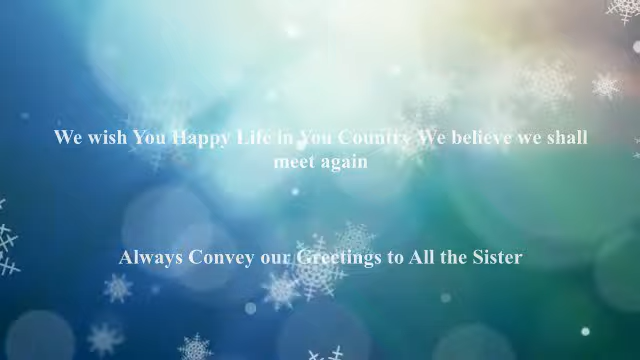 We wish You Happy Life in You Country We believe we shall
meet again
Always Convey our Greetings to All the Sister